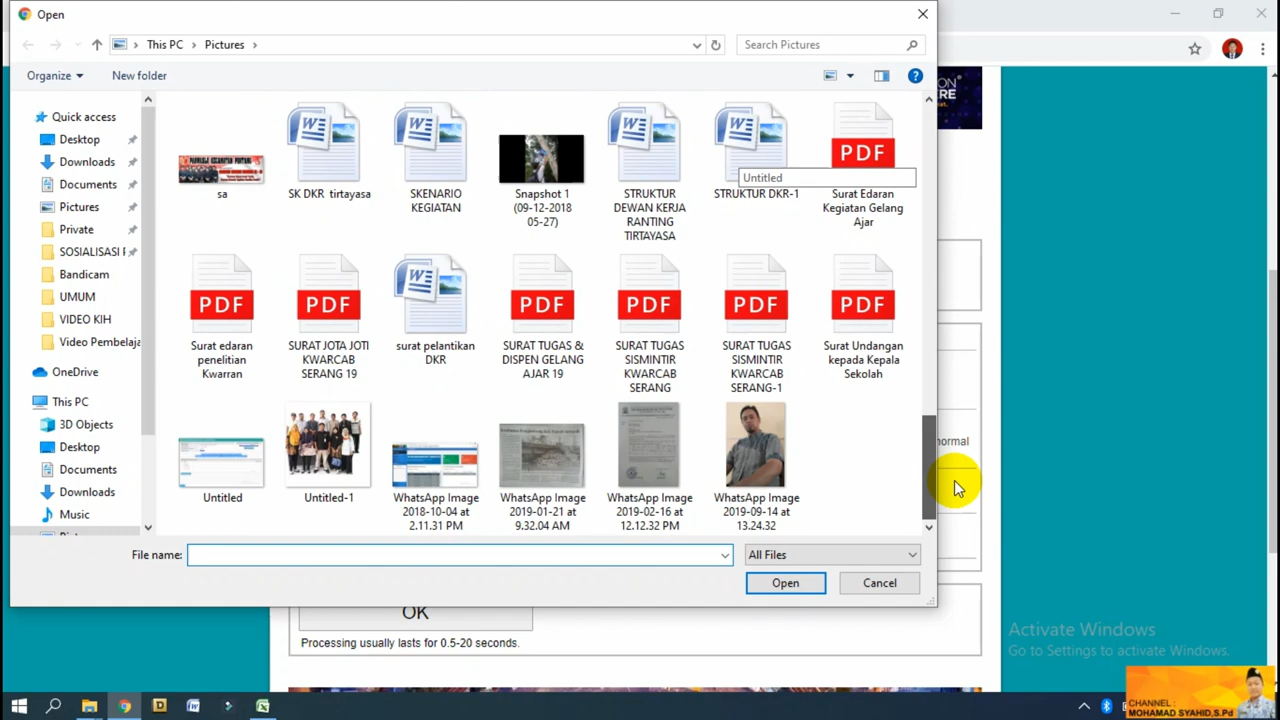 Open
This PC
Pictures
Search Pictures
Organize
New folder
ON
RE
Quick access
Desktop
Downloads
Documents
Pictures
Private
SOSIALISASI
Bandicam
UMUM
VIDEO KIH
Video Pembelaja
OneDrive
This PC
3D Objects
Desktop
Documents
Downloads
Music
sa
SK DKR tirtayasa
SKENARIO
KEGIATAN
Snapshot 1
(09-12-2018
05-27)
STRUKTUR
DEWAN KERJA
RANTING
TIRTAYASA
STRUKTUR DKR-1
Untitled
PDF
Surat Edaran
Kegiatan Gelang
Ajar
PDF
Surat edaran
penelitian
Kwarran
PDF
SURAT JOTA JOTI
KWARCAB
SERANG 19
surat pelantikan
DKR
PDF
SURAT TUGAS &
DISPEN GELANG
AJAR 19
PDF
SURAT TUGAS
SISMINTIR
KWARCAB
SERANG
PDF
SURAT TUGAS
SISMINTIR
KWARCAB
SERANG-1
PDF
Surat Undangan
kepada Kepala
Sekolah
Untitled
Untitled-1
WhatsApp Image
2018-10-04 at
2.11.31 PM
WhatsApp Image
2019-01-21 at
9.32.04 AM
WhatsApp Image
2019-02-16 at
12.12.32 PM
WhatsApp Image
2019-09-14 at
13.24.32
normal
File name:
All Files
Open
Cancel
OK
Processing usually lasts for 0.5-20 seconds.
Activate Windows
Go to Settings to activate Windows.
CHANNEL :
MOHAMAD SYAHID,S.Pd